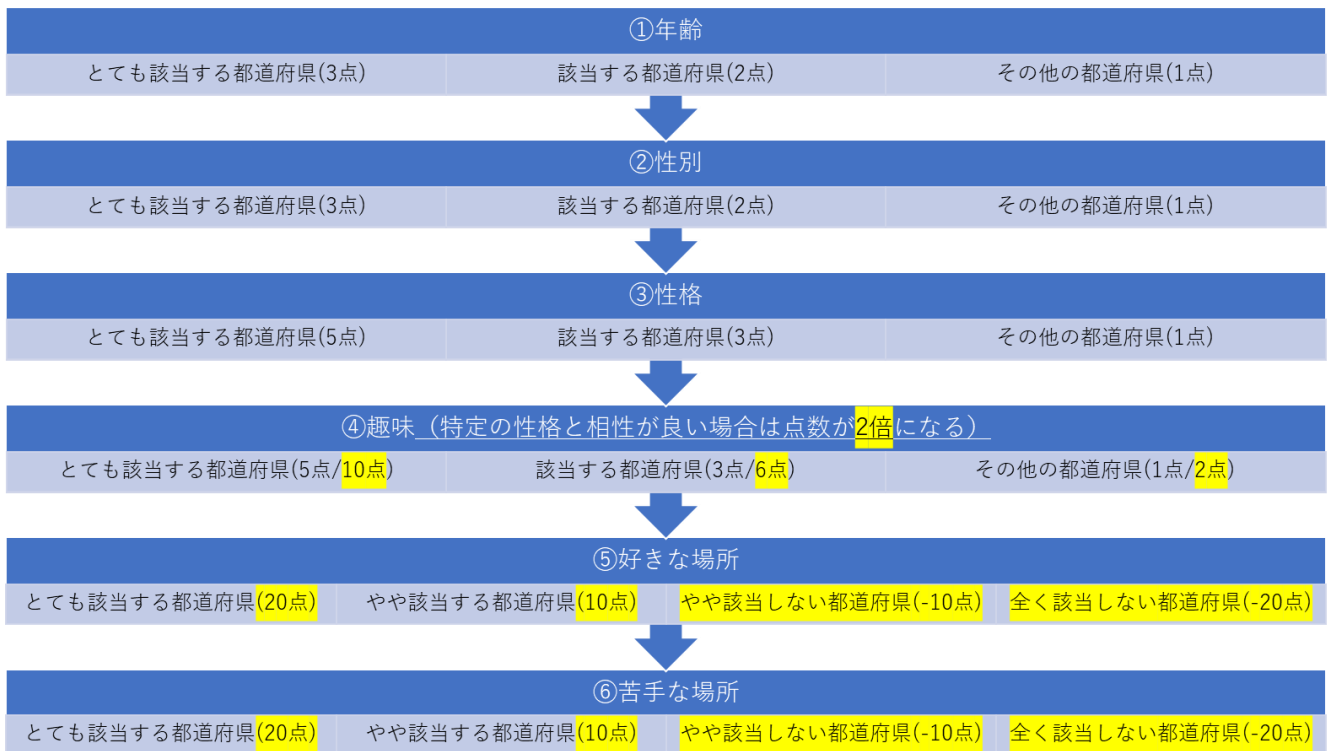 ①年齢
とても該当する都道府県(3点) 該当する都道府県(2点) その他の都道府県(1点)
②性別
とても該当する都道府県(3点) 該当する都道府県(2点) その他の都道府県(1点)
③性格
とても該当する都道府県(5点) 該当する都道府県(3点) その他の都道府県(1点)
④趣味（特定の性格と相性が良い場合は点数が2倍になる）
とても該当する都道府県(5点/10点) 該当する都道府県(3点/6点) その他の都道府県(1点/2点)
⑤好きな場所
とても該当する都道府県(20点) やや該当する都道府県(10点) やや該当しない都道府県(-10点) 全く該当しない都道府県(-20点)
⑥苦手な場所
とても該当する都道府県(20点) やや該当する都道府県(10点) やや該当しない都道府県(-10点) 全く該当しない都道府県(-20点)